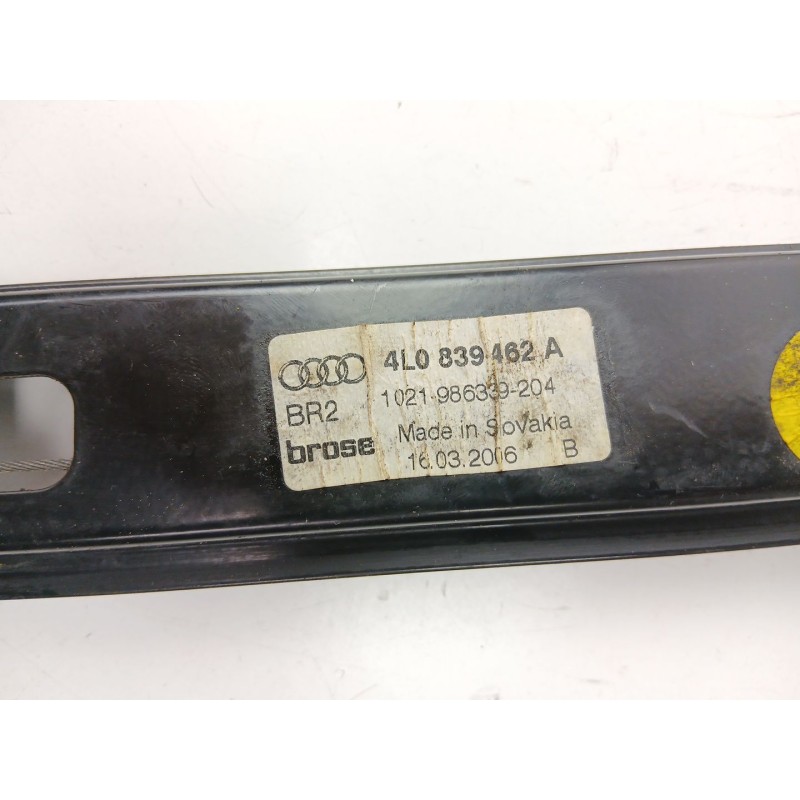 4L0 839 462 A
BR2 1021-986339-204
brose Made in Slovakia
16.03.2006 B